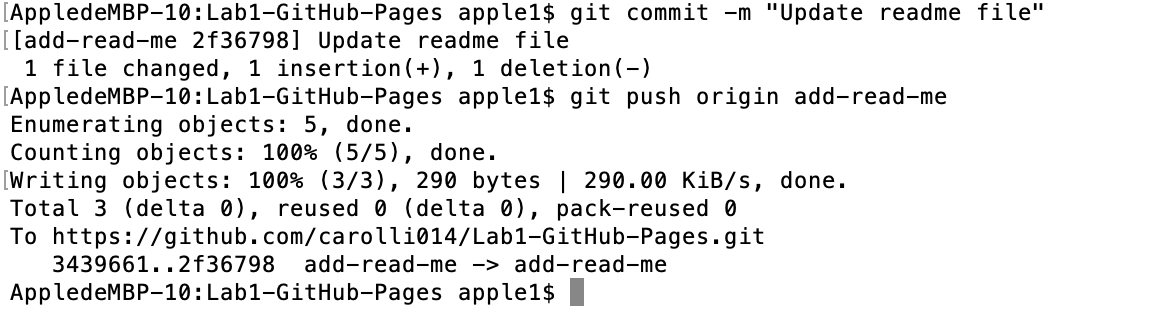 [AppledeMBP-10:Lab1-GitHub-Pages apple1$ git commit -m "Update readme file"
[[add-read-me 2f36798] Update readme file
 1 file changed, 1 insertion(+), 1 deletion(-)
[AppledeMBP-10:Lab1-GitHub-Pages apple1$ git push origin add-read-me
Enumerating objects: 5, done.
Counting objects: 100% (5/5), done.
[Writing objects: 100% (3/3), 290 bytes | 290.00 KiB/s, done.
Total 3 (delta 0), reused 0 (delta 0), pack-reused 0
To https://github.com/carolli014/Lab1-GitHub-Pages.git
   3439661..2f36798  add-read-me -> add-read-me
AppledeMBP-10:Lab1-GitHub-Pages apple1$